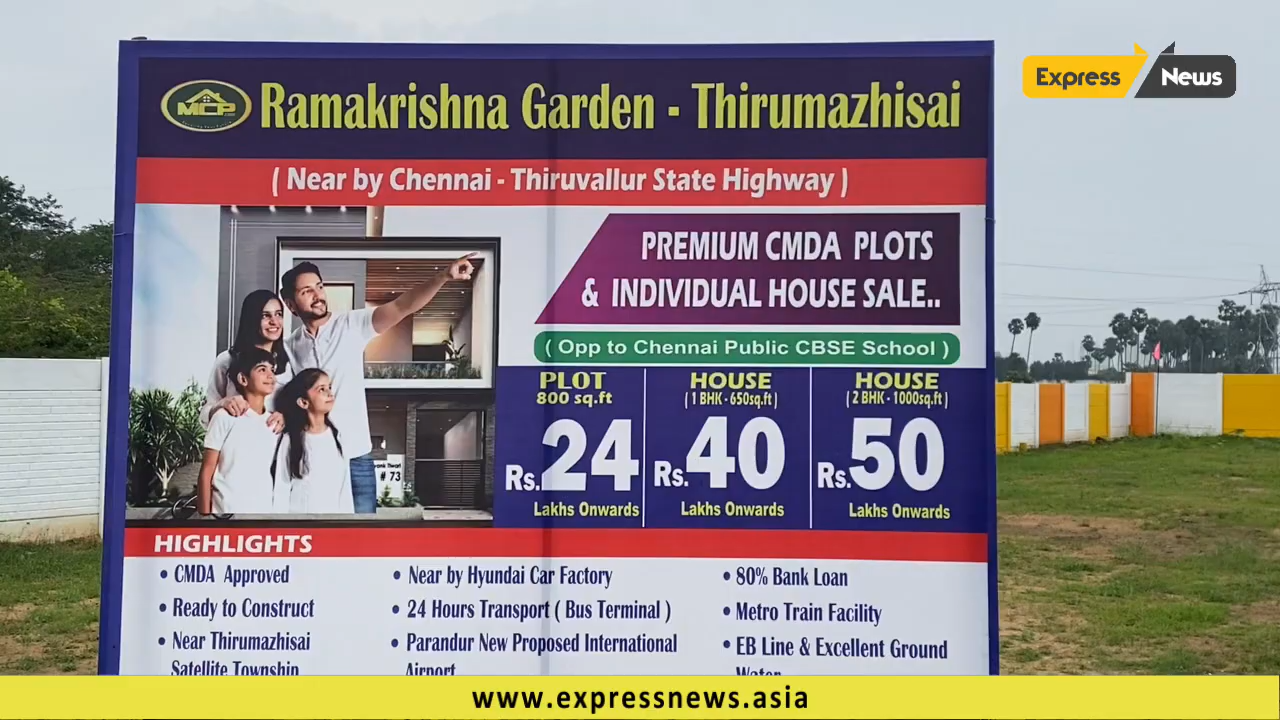 Express News
MCP
Ramakrishna Garden - Thirumazhisai
( Near by Chennai - Thiruvallur State Highway )
PREMIUM CMDA PLOTS
& INDIVIDUAL HOUSE SALE..
( Opp to Chennai Public CBSE School )
PLOT
800 sq.ft
Rs.24
Lakhs Onwards
HOUSE
( 1 BHK - 650sq.ft )
Rs.40
Lakhs Onwards
HOUSE
( 2 BHK - 1000sq.ft )
Rs.50
Lakhs Onwards
# 73
HIGHLIGHTS
• CMDA Approved
• Ready to Construct
• Near Thirumazhisai
Satellite Township
• Near by Hyundai Car Factory
• 24 Hours Transport ( Bus Terminal )
• Parandur New Proposed International
Airport
• 80% Bank Loan
• Metro Train Facility
• EB Line & Excellent Ground
Water
www.expressnews.asia